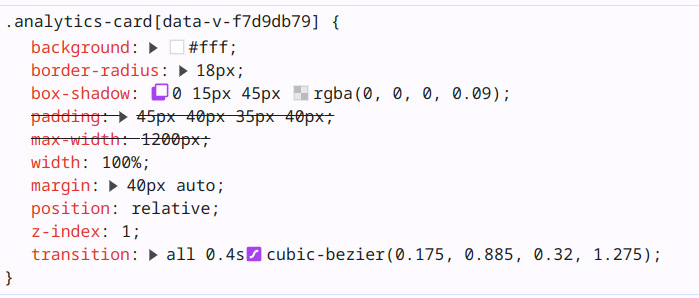 .analytics-card[data-v-f7d9db79] {
background: #fff;
border-radius: 18px;
box-shadow: 0 15px 45px rgba(0, 0, 0, 0.09);
padding: 45px 40px 35px 40px;
max-width: 1200px;
width: 100%;
margin: 40px auto;
position: relative;
z-index: 1;
transition: all 0.4s cubic-bezier(0.175, 0.885, 0.32, 1.275);
}